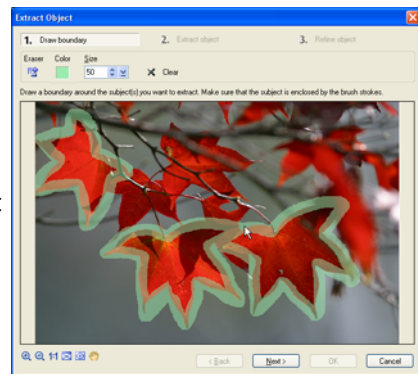 Extract Object
1. Draw boundary 2. Extract object 3. Refine object
Eraser Color Size
50 Clear
Draw a boundary around the subject(s) you want to extract. Make sure that the subject is enclosed by the brush strokes.
1:1 < Back Next > OK Cancel